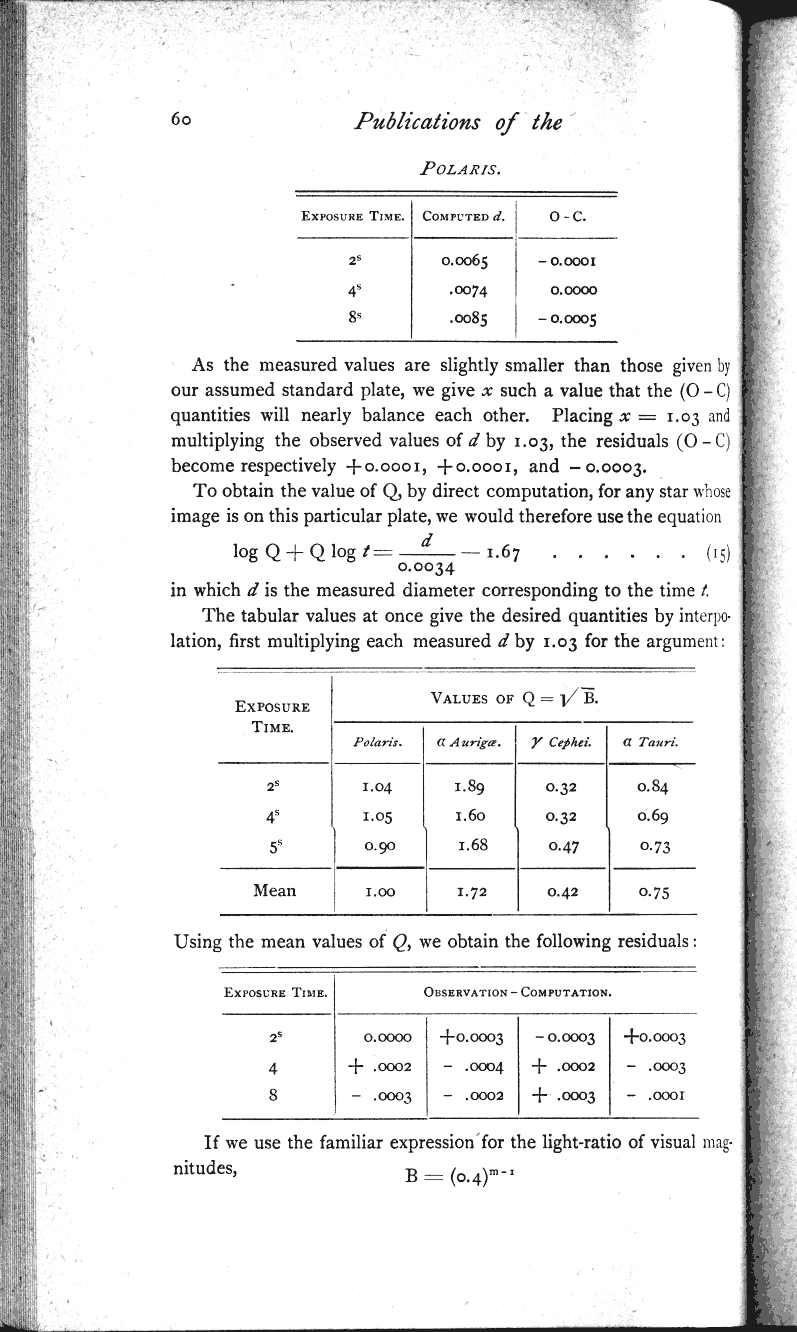 60 Publications of the
POLARIS.
EXPOSURE TIME. COMPUTED d. O - C.
2s 0.0065 - 0.0001
4s .0074 0.0000
8s .0085 - 0.0005
As the measured values are slightly smaller than those given by
our assumed standard plate, we give x such a value that the (O - C)
quantities will nearly balance each other. Placing x = 1.03 and
multiplying the observed values of d by 1.03, the residuals (O - C)
become respectively +0.0001, +0.0001, and - 0.0003.
To obtain the value of Q, by direct computation, for any star whose
image is on this particular plate, we would therefore use the equation
log Q + Q log t = d/0.0034 — 1.67 . . . . . . (15)
in which d is the measured diameter corresponding to the time t.
The tabular values at once give the desired quantities by interpo-
lation, first multiplying each measured d by 1.03 for the argument:
EXPOSURE TIME. VALUES OF Q = √B.
Polaris. α Aurigæ. γ Cephei. α Tauri.
2s 1.04 1.89 0.32 0.84
4s 1.05 1.60 0.32 0.69
5s 0.90 1.68 0.47 0.73
Mean 1.00 1.72 0.42 0.75
Using the mean values of Q, we obtain the following residuals:
EXPOSURE TIME. OBSERVATION - COMPUTATION.
2s 0.0000 +0.0003 - 0.0003 +0.0003
4 + .0002 - .0004 + .0002 - .0003
8 - .0003 - .0002 + .0003 - .0001
If we use the familiar expression for the light-ratio of visual mag-
nitudes,
B = (0.4)^m-1